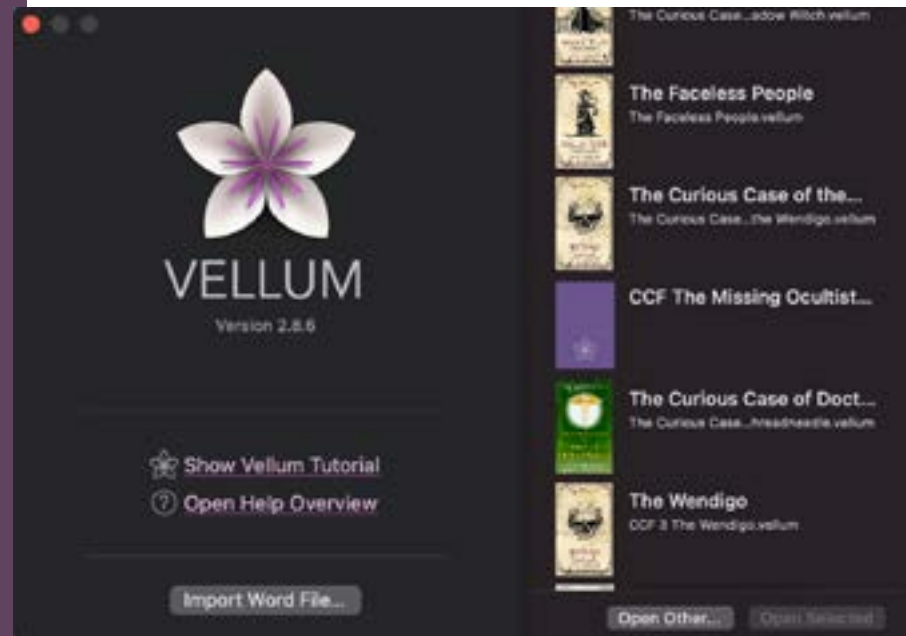 VELLUM
Version 2.8.6
Show Vellum Tutorial
Open Help Overview
Import Word File...
The Curious Case...adow Witch.vellum
The Faceless People
The Faceless People.vellum
The Curious Case of the...
The Curious Case...the Wendigo.vellum
CCF The Missing Ocultist...
The Curious Case of Doct...
The Curious Case...hreadneedle.vellum
The Wendigo
CCF 3 The Wendigo.vellum
Open Other...
Open Selected